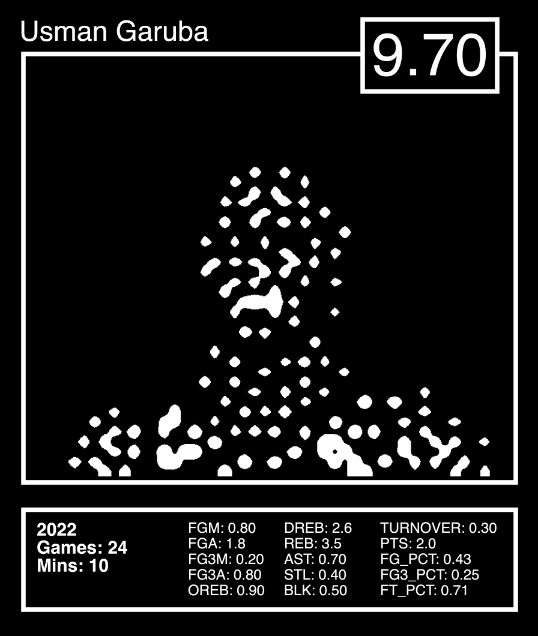 Usman Garuba
9.70
2022
Games: 24
Mins: 10
FGM: 0.80
FGA: 1.8
FG3M: 0.20
FG3A: 0.80
OREB: 0.90
DREB: 2.6
REB: 3.5
AST: 0.70
STL: 0.40
BLK: 0.50
TURNOVER: 0.30
PTS: 2.0
FG_PCT: 0.43
FG3_PCT: 0.25
FT_PCT: 0.71